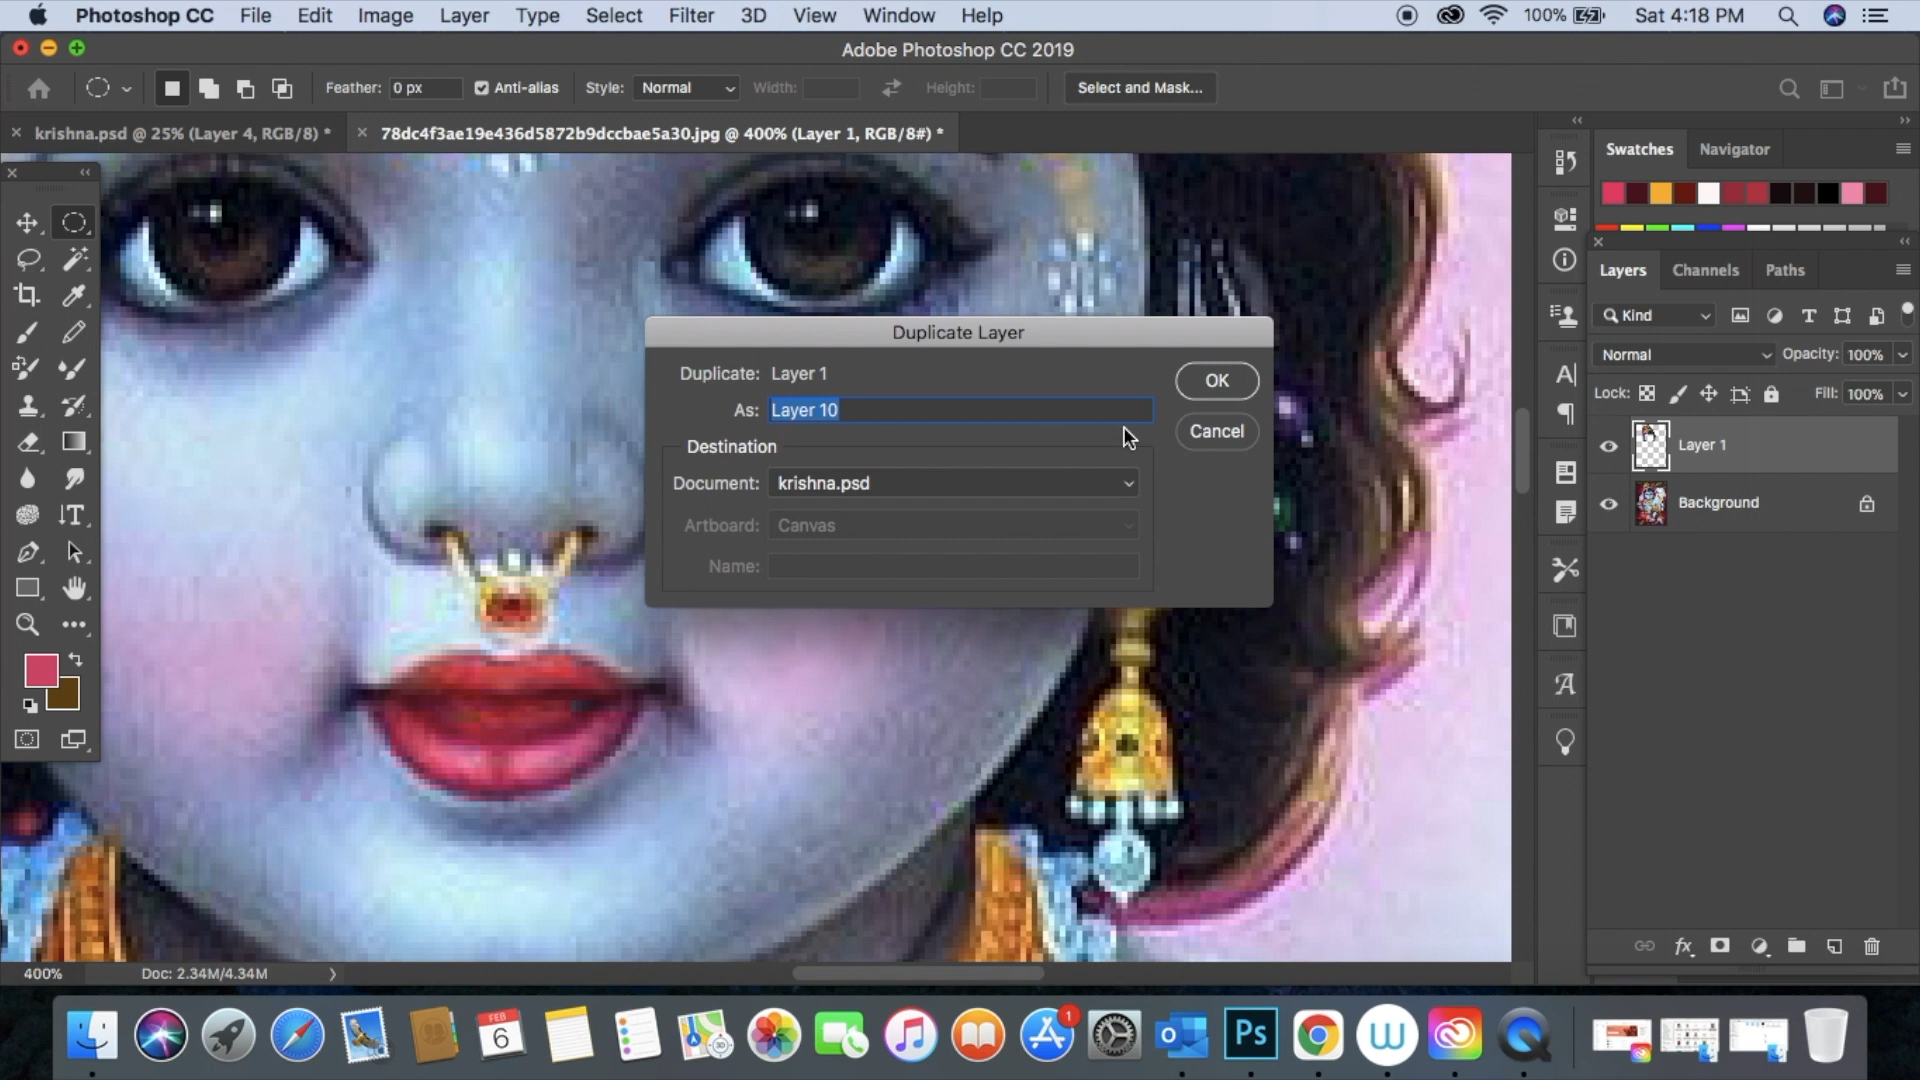 Photoshop CC File Edit Image Layer Type Select Filter 3D View Window Help 100% Sat 4:18 PM
Adobe Photoshop CC 2019
Feather: 0 px Anti-alias Style: Normal Width: Height: Select and Mask...
krishna.psd @ 25% (Layer 4, RGB/8) * 78dc4f3ae19e436d5872b9dccbae5a30.jpg @ 400% (Layer 1, RGB/8#) *
Swatches Navigator
Layers Channels Paths
Kind
Normal Opacity: 100%
Lock: Fill: 100%
Layer 1
Background
Duplicate Layer
Duplicate: Layer 1
OK
As: Layer 10
Cancel
Destination
Document: krishna.psd
Artboard: Canvas
Name:
fx
400% Doc: 2.34M/4.34M
FEB
6
3D
1
Ps
W